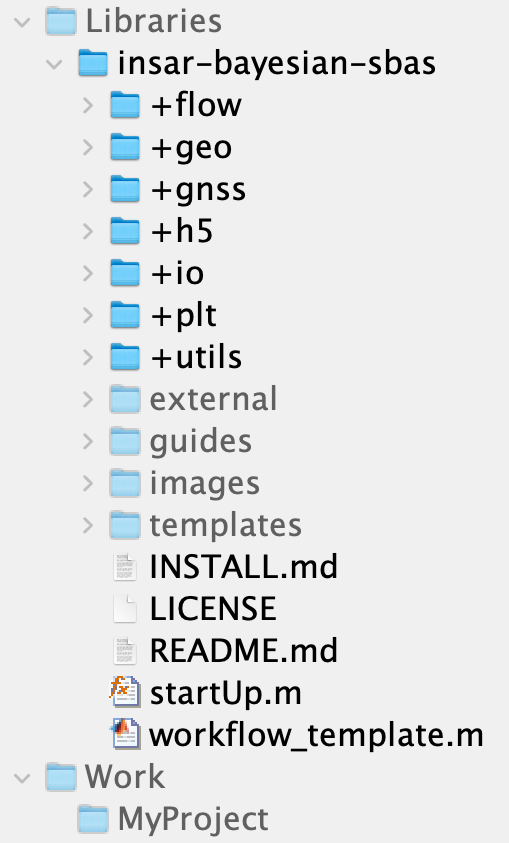 Libraries
insar-bayesian-sbas
+flow
+geo
+gnss
+h5
+io
+plt
+utils
external
guides
images
templates
INSTALL.md
LICENSE
README.md
startUp.m
workflow_template.m
Work
MyProject